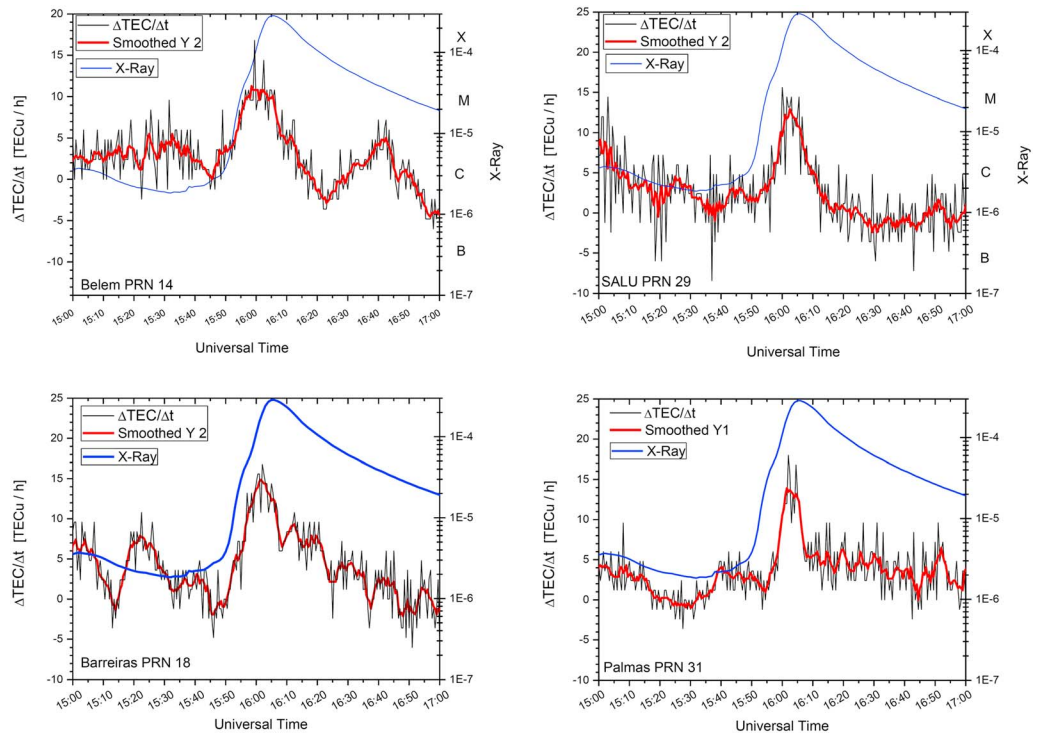 ΔTEC/Δt
Smoothed Y 2
X-Ray
20
15
10
5
0
-5
-10
ΔTEC/Δt [TECu / h]
X
M
C
B
1E-4
1E-5
1E-6
1E-7
X-Ray
Belem PRN 14
15:00 15:10 15:20 15:30 15:40 15:50 16:00 16:10 16:20 16:30 16:40 16:50 17:00
Universal Time
ΔTEC/Δt
Smoothed Y 2
X-Ray
25
20
15
10
5
0
-5
-10
ΔTEC/Δt [TECu / h]
X
M
C
B
1E-4
1E-5
1E-6
1E-7
X-Ray
SALU PRN 29
15:00 15:10 15:20 15:30 15:40 15:50 16:00 16:10 16:20 16:30 16:40 16:50 17:00
Universal Time
ΔTEC/Δt
Smoothed Y 2
X-Ray
25
20
15
10
5
0
-5
-10
ΔTEC/Δt [TECu / h]
1E-4
1E-5
1E-6
1E-7
Barreiras PRN 18
15:00 15:10 15:20 15:30 15:40 15:50 16:00 16:10 16:20 16:30 16:40 16:50 17:00
Universal Time
ΔTEC/Δt
Smoothed Y1
X-Ray
25
20
15
10
5
0
-5
-10
ΔTEC/Δt [TECu / h]
1E-4
1E-5
1E-6
1E-7
Palmas PRN 31
15:00 15:10 15:20 15:30 15:40 15:50 16:00 16:10 16:20 16:30 16:40 16:50 17:00
Universal Time